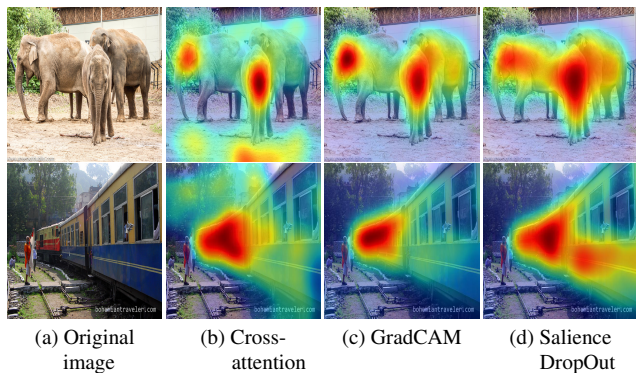 bohemiantraveler.com
bohemiantraveler.com
bohemiantraveler.com
bohemiantraveler.com
(a) Original
image
(b) Cross-
attention
(c) GradCAM
(d) Salience
DropOut